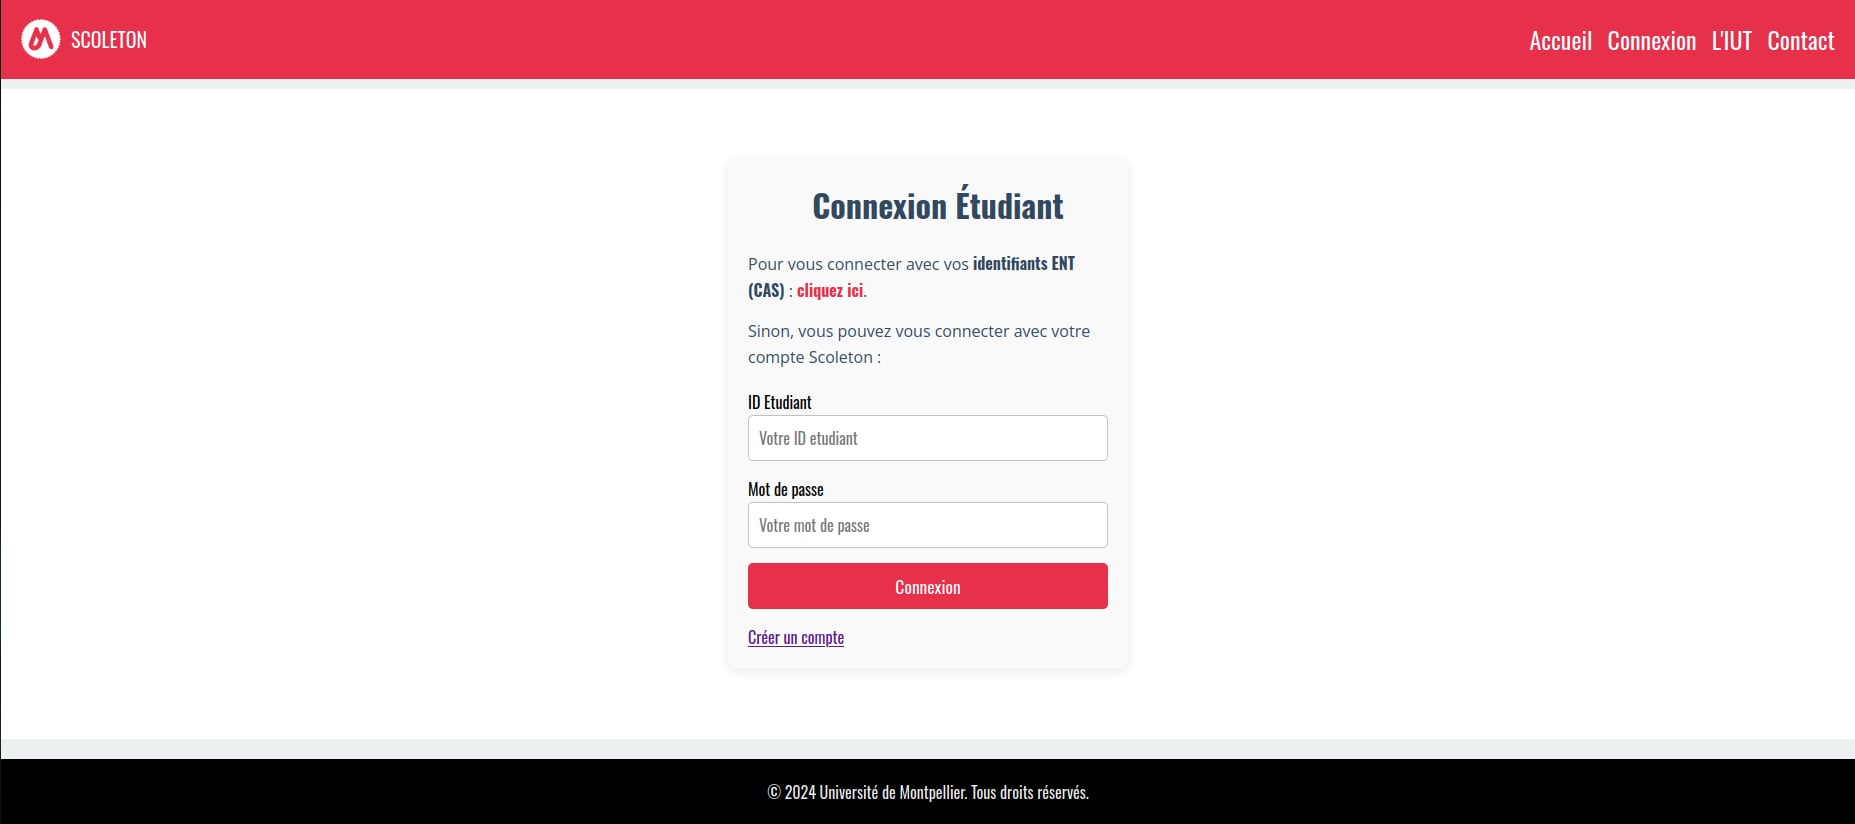 SCOLETON
Accueil Connexion L'IUT Contact
Connexion Étudiant
Pour vous connecter avec vos identifiants ENT
(CAS) : cliquez ici.
Sinon, vous pouvez vous connecter avec votre
compte Scoleton :
ID Etudiant
Votre ID etudiant
Mot de passe
Votre mot de passe
Connexion
Créer un compte
© 2024 Université de Montpellier. Tous droits réservés.